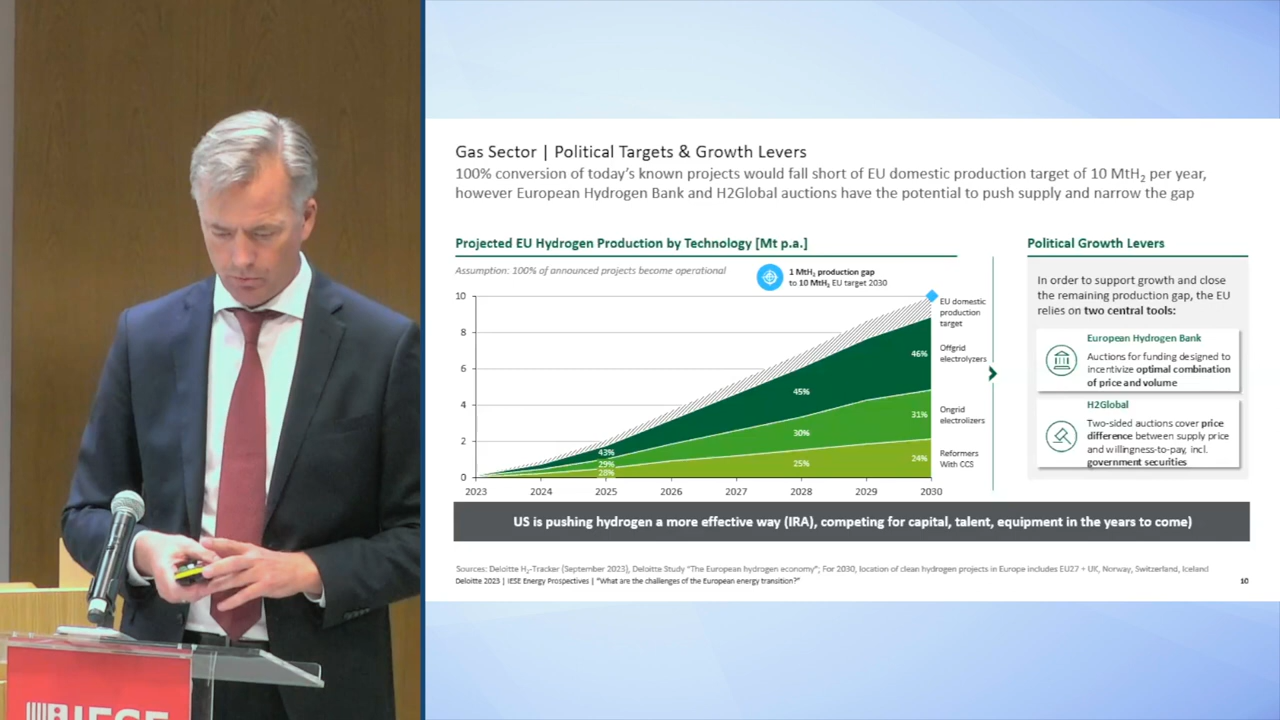 Gas Sector | Political Targets & Growth Levers
100% conversion of today's known projects would fall short of EU domestic production target of 10 MtH₂ per year,
however European Hydrogen Bank and H2Global auctions have the potential to push supply and narrow the gap
Projected EU Hydrogen Production by Technology [Mt p.a.]
Assumption: 100% of announced projects become operational
1 MtH₂ production gap
to 10 MtH₂ EU target 2030
10
8
6
4
2
0
2023
2024
2025
2026
2027
2028
2029
2030
43%
29%
28%
45%
30%
25%
46%
31%
24%
EU domestic
production
target
Offgrid
electrolyzers
Ongrid
electrolizers
Reformers
With CCS
Political Growth Levers
In order to support growth and close
the remaining production gap, the EU
relies on two central tools:
European Hydrogen Bank
Auctions for funding designed to
incentivize optimal combination
of price and volume
H2Global
Two-sided auctions cover price
difference between supply price
and willingness-to-pay, incl.
government securities
US is pushing hydrogen a more effective way (IRA), competing for capital, talent, equipment in the years to come)
Sources: Deloitte H₂-Tracker (September 2023), Deloitte Study "The European hydrogen economy"; For 2030, location of clean hydrogen projects in Europe includes EU27 + UK, Norway, Switzerland, Iceland
Deloitte 2023 | IESE Energy Prospectives | "What are the challenges of the European energy transition?"
10
IESE